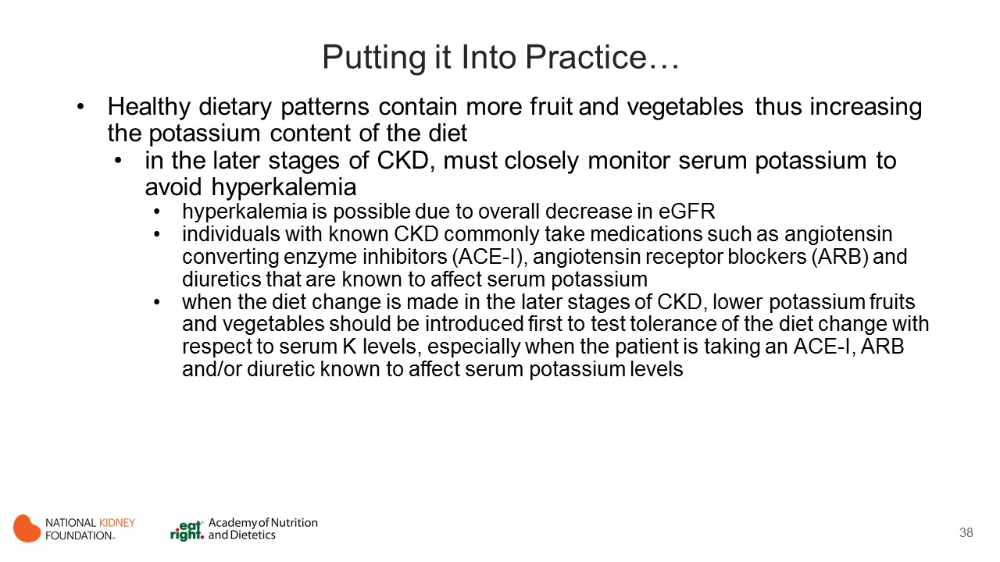 Putting it Into Practice…
• Healthy dietary patterns contain more fruit and vegetables thus increasing
the potassium content of the diet
• in the later stages of CKD, must closely monitor serum potassium to
avoid hyperkalemia
• hyperkalemia is possible due to overall decrease in eGFR
• individuals with known CKD commonly take medications such as angiotensin
converting enzyme inhibitors (ACE-I), angiotensin receptor blockers (ARB) and
diuretics that are known to affect serum potassium
• when the diet change is made in the later stages of CKD, lower potassium fruits
and vegetables should be introduced first to test tolerance of the diet change with
respect to serum K levels, especially when the patient is taking an ACE-I, ARB
and/or diuretic known to affect serum potassium levels
NATIONAL KIDNEY
FOUNDATION®
eat
right.
Academy of Nutrition
and Dietetics
38